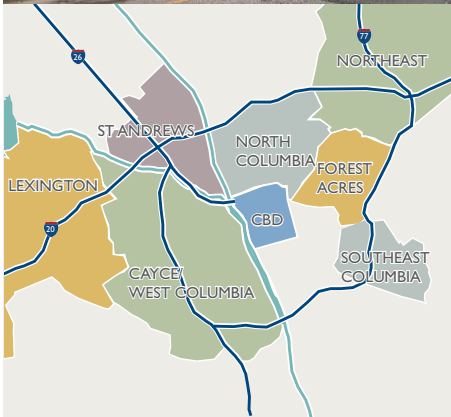 77
NORTHEAST
26
ST ANDREWS
NORTH
COLUMBIA
FOREST
ACRES
LEXINGTON
CBD
20
SOUTHEAST
COLUMBIA
CAYCE/
WEST COLUMBIA